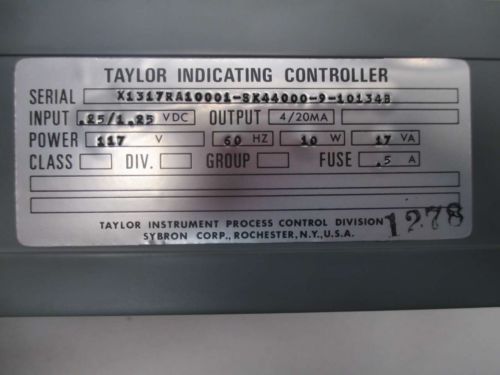 TAYLOR INDICATING CONTROLLER
SERIAL X1317RA10001-SK44000-9-10134B
INPUT .25/1.25 VDC OUTPUT 4/20MA
POWER 117 V 60 HZ 10 W 17 VA
CLASS DIV. GROUP FUSE .5 A
TAYLOR INSTRUMENT PROCESS CONTROL DIVISION
SYBRON CORP., ROCHESTER, N.Y., U.S.A.
1278